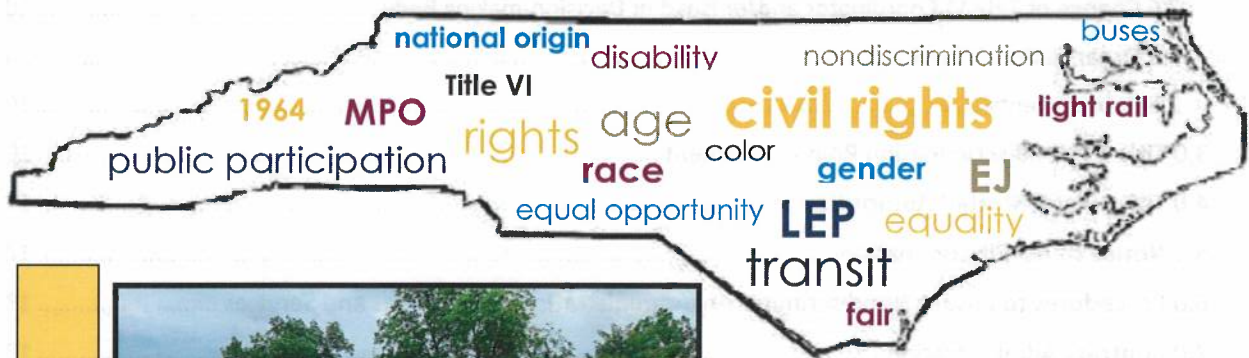 buses
national origin
disability nondiscrimination
Title VI
1964 MPO rights age civil rights light rail
public participation race color gender EJ
equal opportunity LEP equality
transit
fair